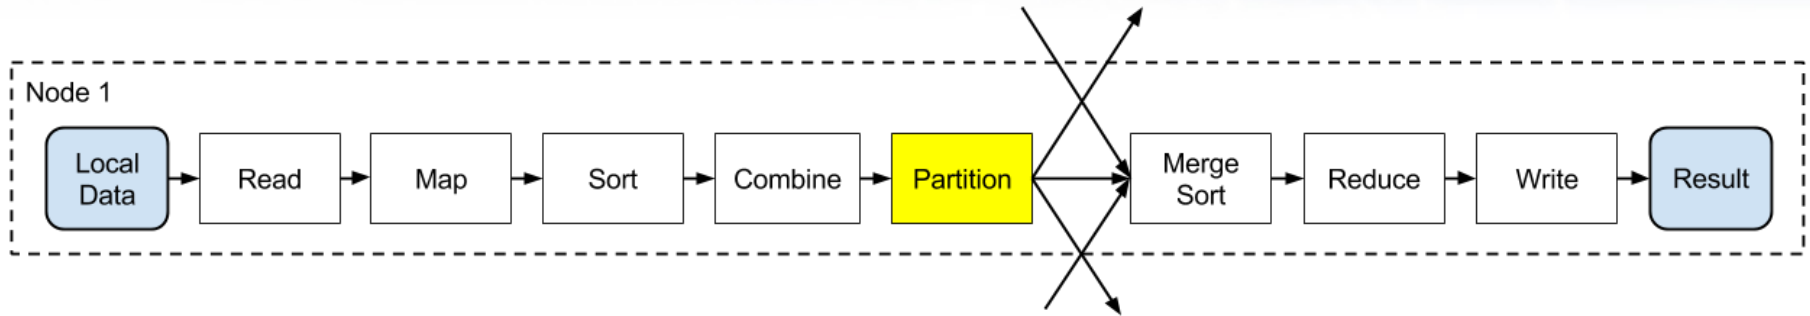 Node 1
Local
Data
Read
Map
Sort
Combine
Partition
Merge
Sort
Reduce
Write
Result